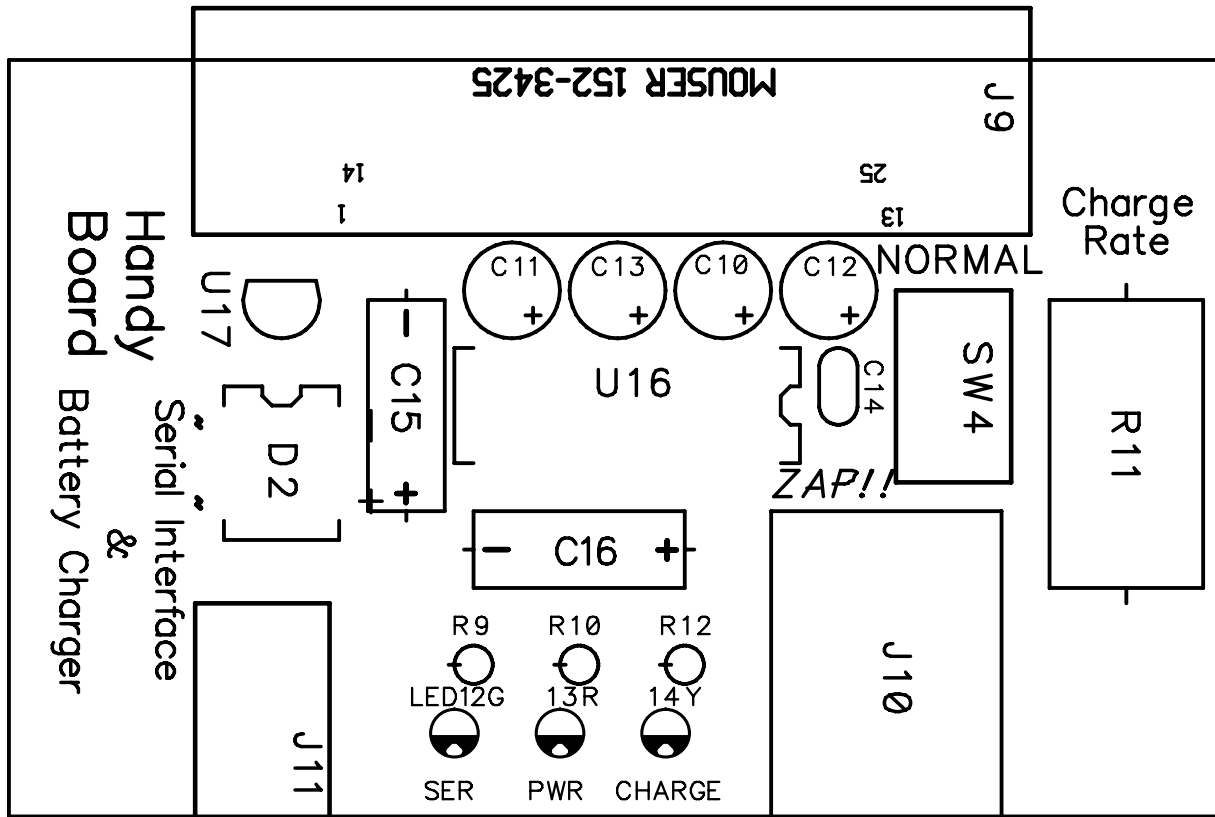 MOUSER 152-3425
J9
14
25
1
13
Handy
Board
Charge
Rate
C11
C13
C10
C12
NORMAL
U17
C15
- 
+
+
+
+
+
+
U16
C14
SW4
R11
Serial Interface
&
Battery Charger
D2
~
~
ZAP!!
- C16 +
R9
R10
R12
LED12G
13R
14Y
J10
J11
SER
PWR
CHARGE